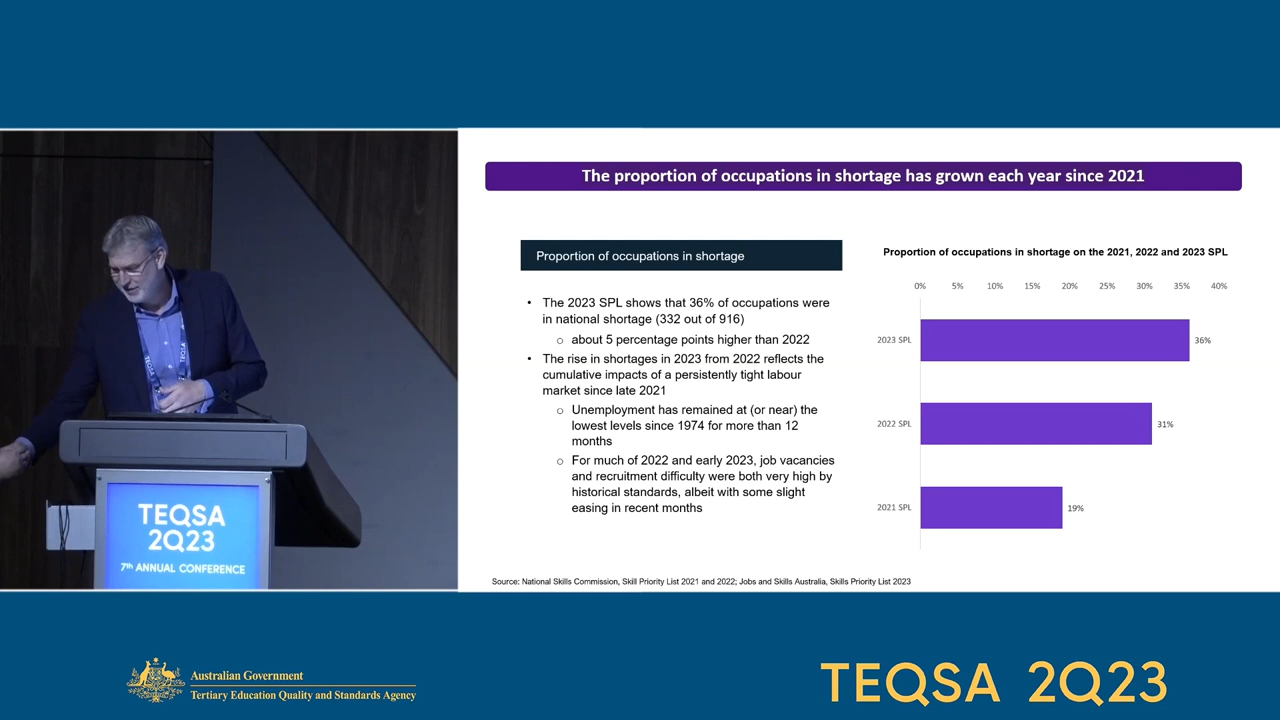 The proportion of occupations in shortage has grown each year since 2021
Proportion of occupations in shortage
• The 2023 SPL shows that 36% of occupations were
in national shortage (332 out of 916)
o about 5 percentage points higher than 2022
• The rise in shortages in 2023 from 2022 reflects the
cumulative impacts of a persistently tight labour
market since late 2021
o Unemployment has remained at (or near) the
lowest levels since 1974 for more than 12
months
o For much of 2022 and early 2023, job vacancies
and recruitment difficulty were both very high by
historical standards, albeit with some slight
easing in recent months
Proportion of occupations in shortage on the 2021, 2022 and 2023 SPL
0% 5% 10% 15% 20% 25% 30% 35% 40%
2023 SPL 36%
2022 SPL 31%
2021 SPL 19%
Source: National Skills Commission, Skill Priority List 2021 and 2022; Jobs and Skills Australia, Skills Priority List 2023
TEQSA
TEQSA
TEQSA
2Q23
7th ANNUAL CONFERENCE
Australian Government
Tertiary Education Quality and Standards Agency
TEQSA 2Q23